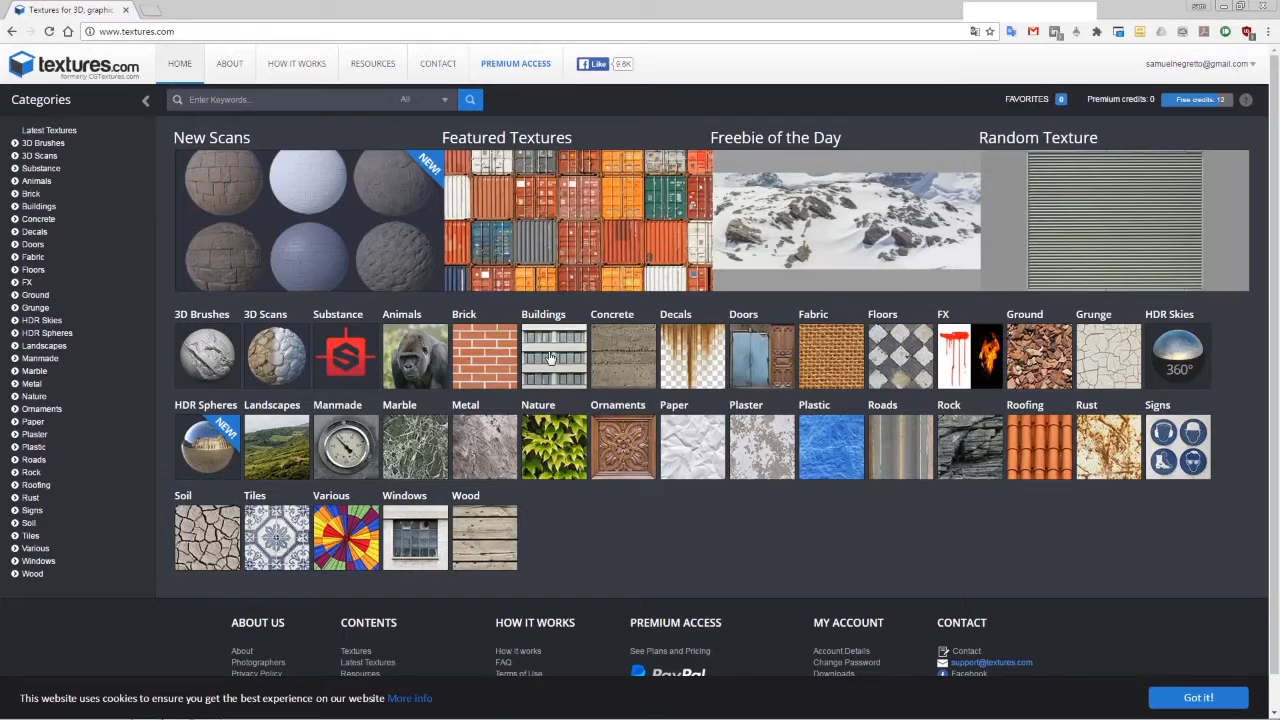 Textures for 3D, graphic
www.textures.com
textures.com
formerly CGTextures.com
HOME
ABOUT
HOW IT WORKS
RESOURCES
CONTACT
PREMIUM ACCESS
Like
9.6K
samuelnegretto@gmail.com
Categories
Enter Keywords...
All
FAVORITES 0
Premium credits: 0
Free credits: 12
?
Latest Textures
3D Brushes
3D Scans
Substance
Animals
Brick
Buildings
Concrete
Decals
Doors
Fabric
Floors
FX
Ground
Grunge
HDR Skies
HDR Spheres
Landscapes
Manmade
Marble
Metal
Nature
Ornaments
Paper
Plaster
Plastic
Roads
Rock
Roofing
Rust
Signs
Soil
Tiles
Various
Windows
Wood
New Scans
Featured Textures
Freebie of the Day
Random Texture
NEW!
3D Brushes
3D Scans
Substance
Animals
Brick
Buildings
Concrete
Decals
Doors
Fabric
Floors
FX
Ground
Grunge
HDR Skies
360°
HDR Spheres
Landscapes
Manmade
Marble
Metal
Nature
Ornaments
Paper
Plaster
Plastic
Roads
Rock
Roofing
Rust
Signs
NEW!
Soil
Tiles
Various
Windows
Wood
ABOUT US
About
Photographers
Privacy Policy
CONTENTS
Textures
Latest Textures
Resources
HOW IT WORKS
How it works
FAQ
Terms of Use
PREMIUM ACCESS
See Plans and Pricing
PayPal
MY ACCOUNT
Account Details
Change Password
Downloads
CONTACT
Contact
support@textures.com
Facebook
This website uses cookies to ensure you get the best experience on our website More info
Got it!